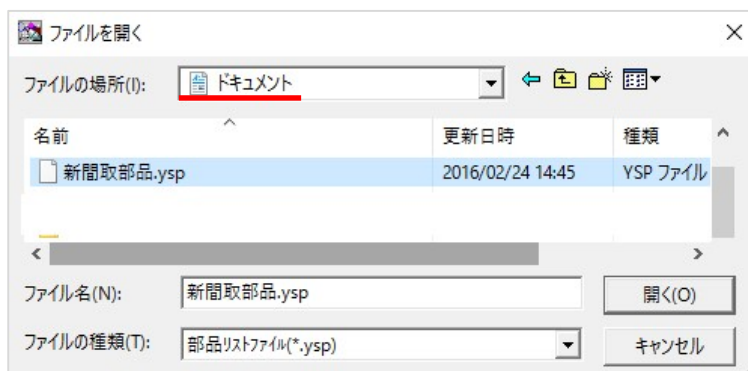 ファイルを開く
ファイルの場所(I): ドキュメント
名前 更新日時 種類
新間取部品.ysp 2016/02/24 14:45 YSP ファイル
ファイル名(N): 新間取部品.ysp 開く(O)
ファイルの種類(T): 部品ﾘｽﾄﾌｧｲﾙ(*.ysp) キャンセル